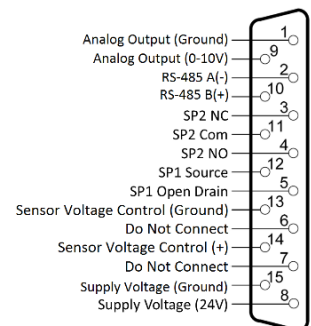 Analog Output (Ground) 1
Analog Output (0-10V) 9
RS-485 A(-) 2
RS-485 B(+) 10
SP2 NC 3
SP2 Com 11
SP2 NO 4
SP1 Source 12
SP1 Open Drain 5
Sensor Voltage Control (Ground) 13
Do Not Connect 6
Sensor Voltage Control (+) 14
Do Not Connect 7
Supply Voltage (Ground) 15
Supply Voltage (24V) 8